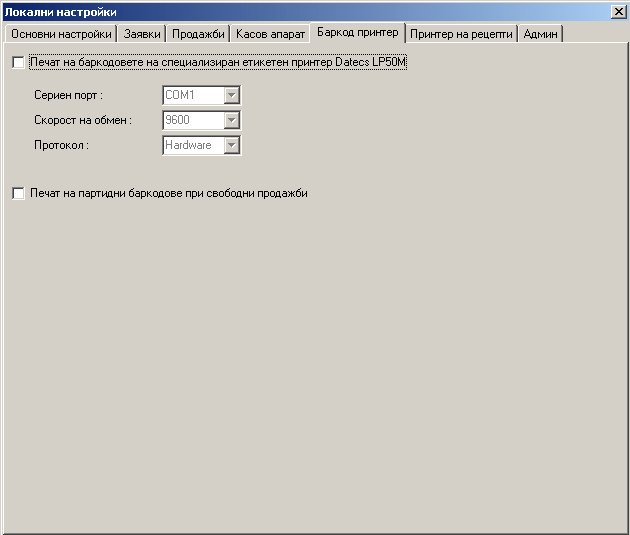 Локални настройки
Основни настройки Заявки Продажби Касов апарат Баркод принтер Принтер на рецепти Админ
Печат на баркодовете на специализиран етикетен принтер Datecs LP50M
Сериен порт : COM1
Скорост на обмен : 9600
Протокол : Hardware
Печат на партидни баркодове при свободни продажби